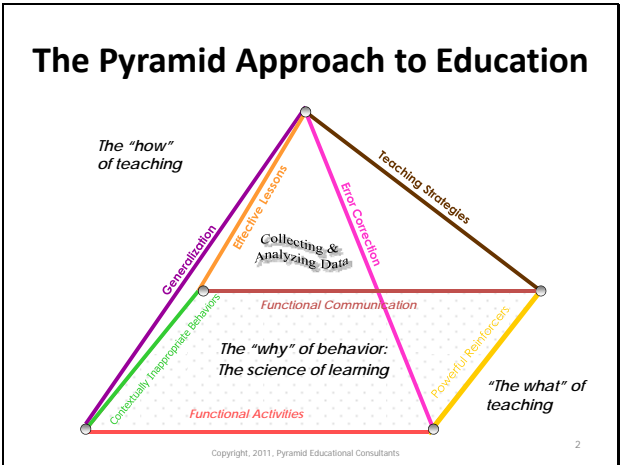 The Pyramid Approach to Education
The "how"
of teaching
Teaching Strategies
Effective Lessons
Error Correction
Generalization
Collecting &
Analyzing Data
Functional Communication
Contextually Inappropriate Behaviors
Powerful Reinforcers
The "why" of behavior:
The science of learning
"The what" of
teaching
Functional Activities
Copyright, 2011, Pyramid Educational Consultants
2